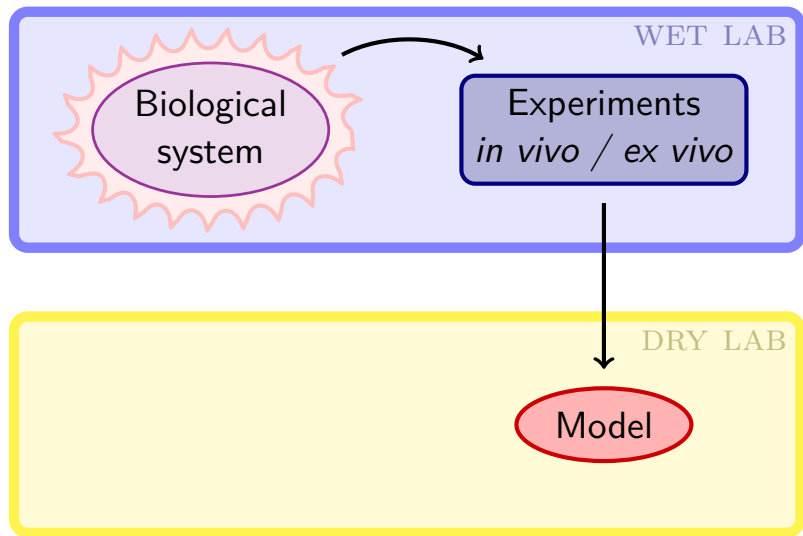 WET LAB
Biological
system
Experiments
in vivo / ex vivo
DRY LAB
Model